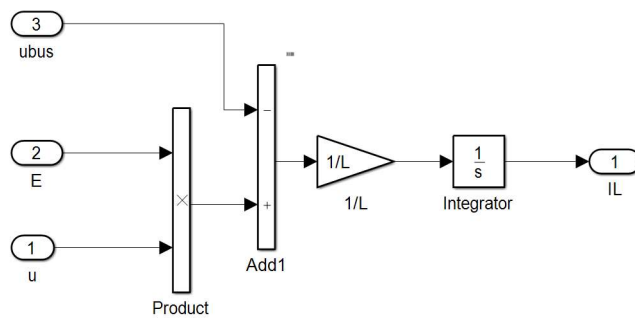 3
ubus
2
E
1
u
×
Product
−
+
Add1
1/L
1/L
1
s
Integrator
1
IL